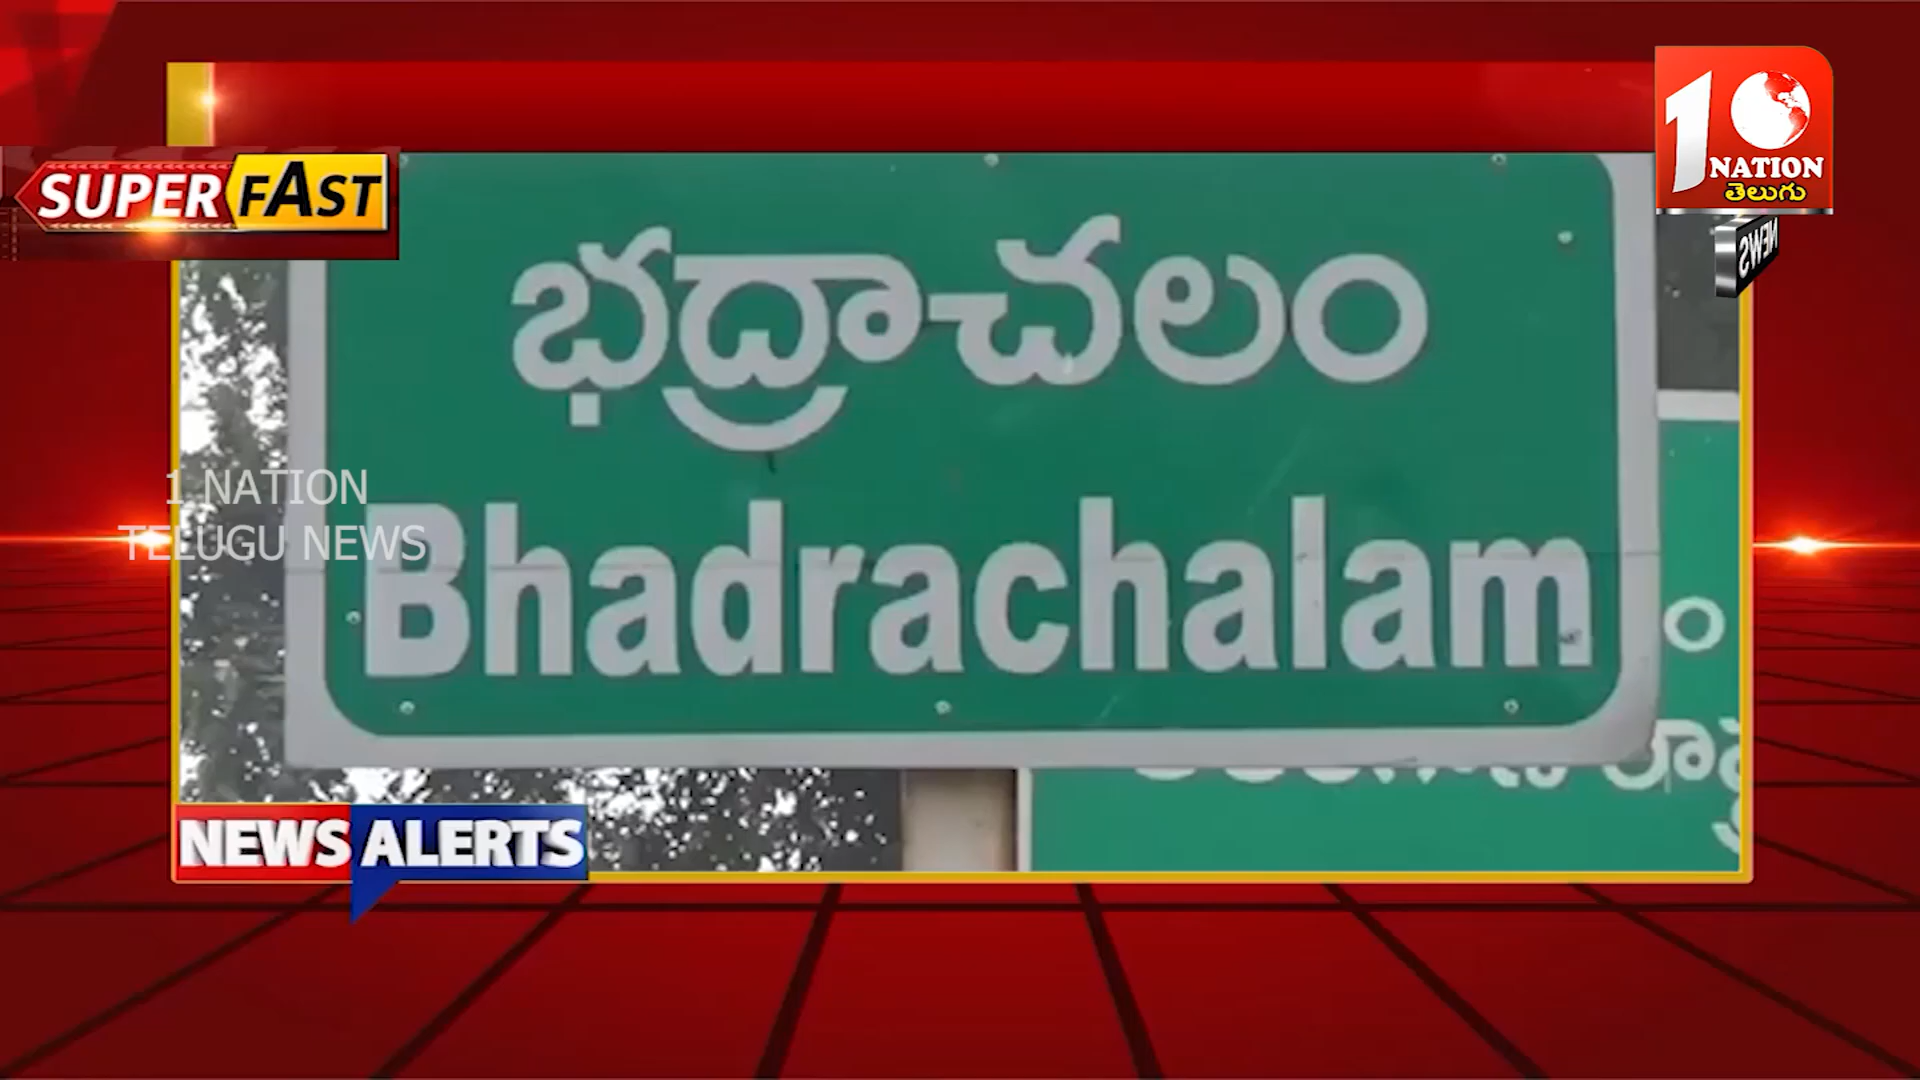 SUPER FAST
1 NATION
తెలుగు
NEWS
భద్రాచలం
Bhadrachalam
1 NATION
TELUGU NEWS
NEWS ALERTS